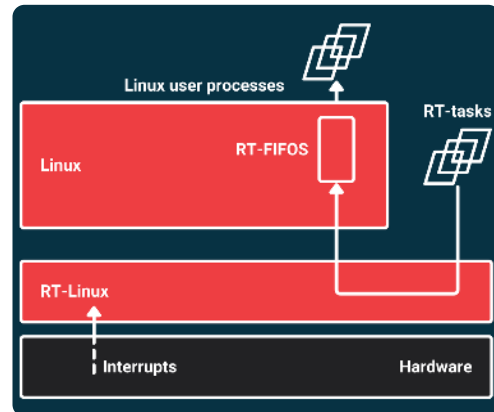 Linux user processes
RT-tasks
RT-FIFOS
Linux
RT-Linux
Interrupts
Hardware